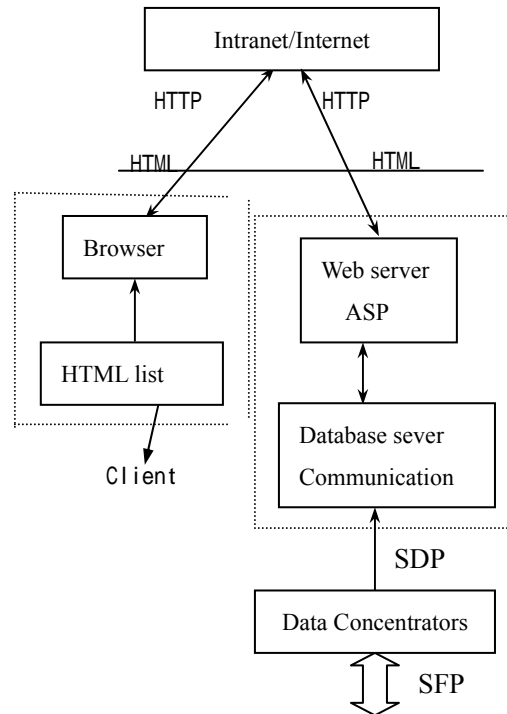 Intranet/Internet
HTTP
HTTP
HTML
HTML
Browser
Web server
ASP
HTML list
Database sever
Communication
Client
SDP
Data Concentrators
SFP